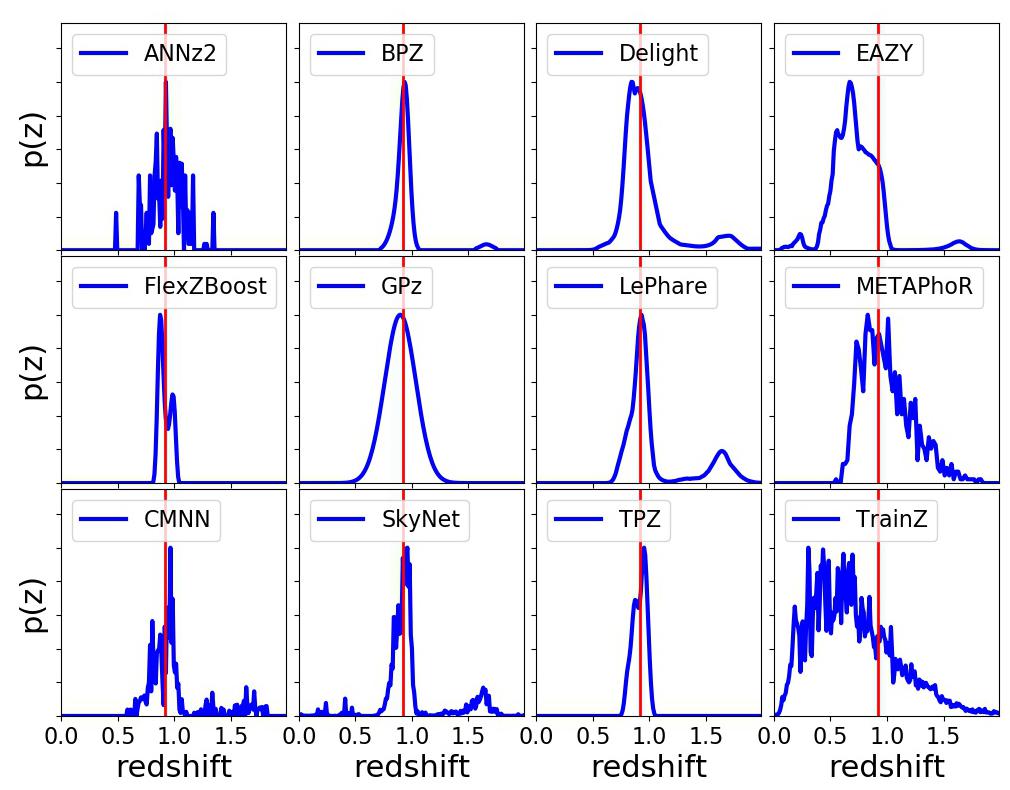 ANNz2
BPZ
Delight
EAZY
p(z)
FlexZBoost
GPz
LePhare
METAPhoR
p(z)
CMNN
SkyNet
TPZ
TrainZ
p(z)
0.0 0.5 1.0 1.5 0.0 0.5 1.0 1.5 0.0 0.5 1.0 1.5 0.0 0.5 1.0 1.5
redshift redshift redshift redshift